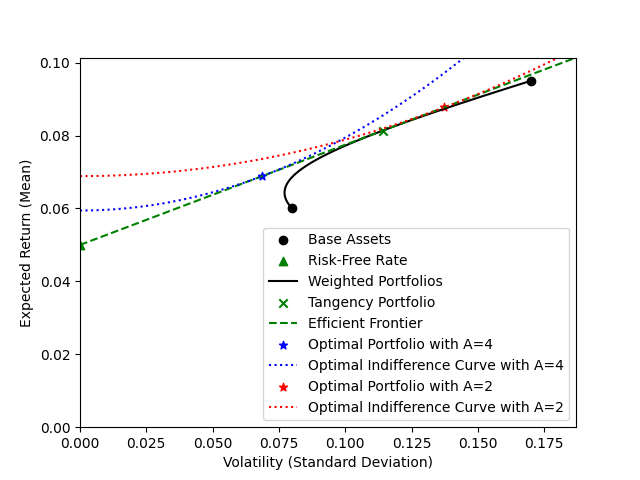 0.10
0.08
0.06
0.04
0.02
0.00
Expected Return (Mean)
Base Assets
Risk-Free Rate
Weighted Portfolios
Tangency Portfolio
Efficient Frontier
Optimal Portfolio with A=4
Optimal Indifference Curve with A=4
Optimal Portfolio with A=2
Optimal Indifference Curve with A=2
0.000 0.025 0.050 0.075 0.100 0.125 0.150 0.175
Volatility (Standard Deviation)